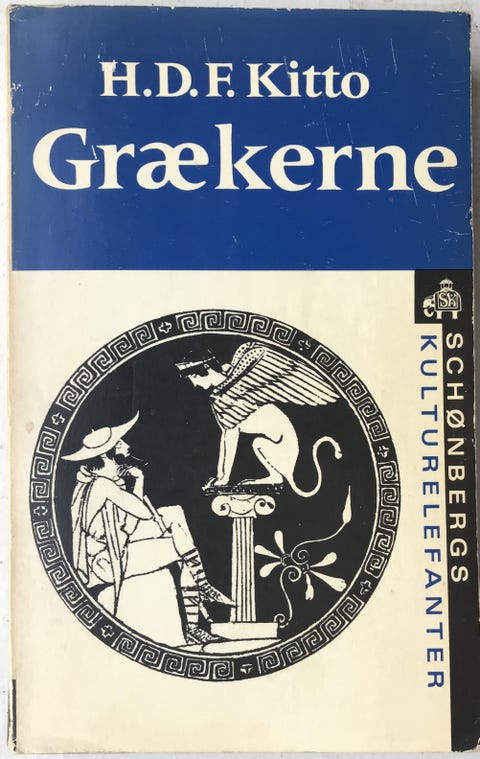 H.D.F. Kitto
Grækerne
SCHØNBERGS
KULTURELEFANTER